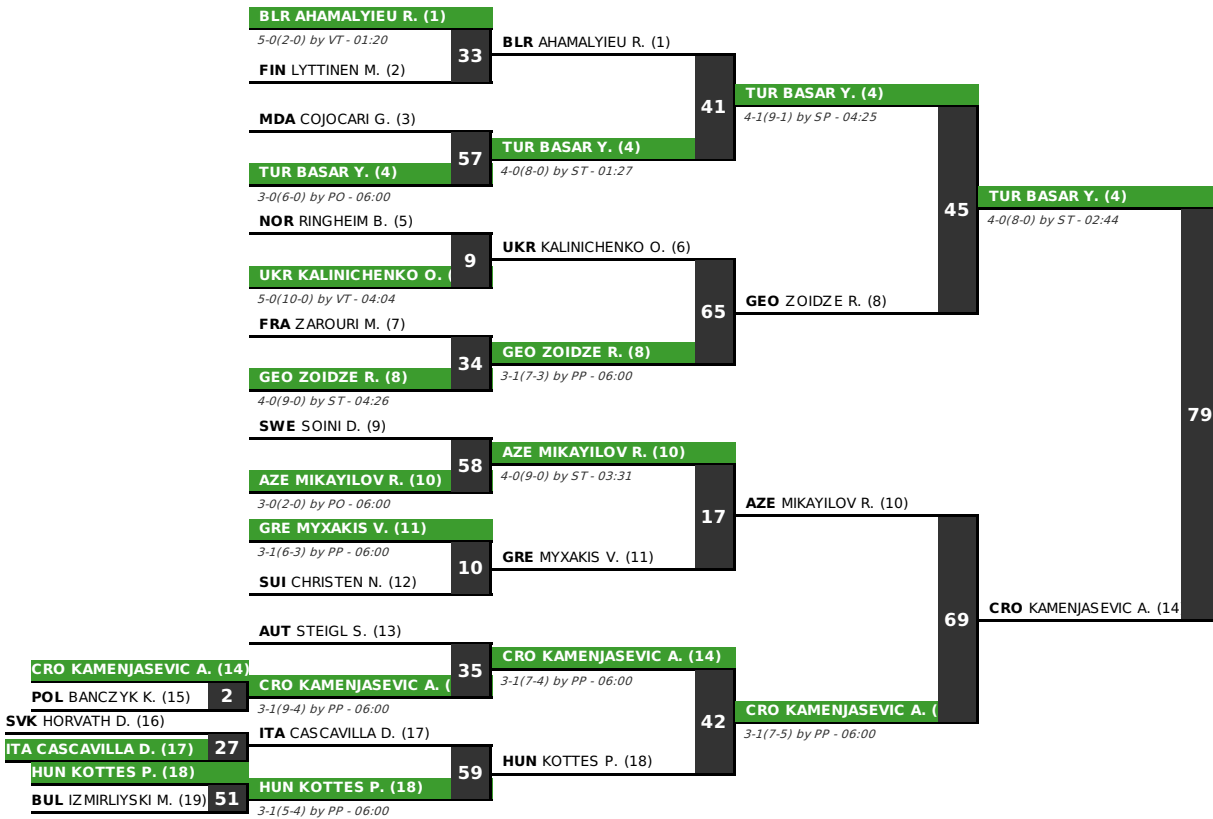 BLR AHAMALYIEU R. (1)
5-0(2-0) by VT - 01:20
33
FIN LYTTINEN M. (2)
BLR AHAMALYIEU R. (1)
41
MDA COJOCARI G. (3)
57
TUR BASAR Y. (4)
3-0(6-0) by PO - 06:00
TUR BASAR Y. (4)
4-0(8-0) by ST - 01:27
TUR BASAR Y. (4)
4-1(9-1) by SP - 04:25
45
NOR RINGHEIM B. (5)
9
UKR KALINICHENKO O. (
5-0(10-0) by VT - 04:04
UKR KALINICHENKO O. (6)
65
FRA ZAROURI M. (7)
34
GEO ZOIDZE R. (8)
4-0(9-0) by ST - 04:26
GEO ZOIDZE R. (8)
3-1(7-3) by PP - 06:00
GEO ZOIDZE R. (8)
TUR BASAR Y. (4)
4-0(8-0) by ST - 02:44
79
SWE SOINI D. (9)
58
AZE MIKAYILOV R. (10)
3-0(2-0) by PO - 06:00
AZE MIKAYILOV R. (10)
4-0(9-0) by ST - 03:31
17
GRE MYXAKIS V. (11)
3-1(6-3) by PP - 06:00
10
SUI CHRISTEN N. (12)
GRE MYXAKIS V. (11)
AZE MIKAYILOV R. (10)
69
CRO KAMENJASEVIC A. (14
AUT STEIGL S. (13)
35
CRO KAMENJASEVIC A. (14)
2
POL BANCZYK K. (15)
CRO KAMENJASEVIC A. (
3-1(9-4) by PP - 06:00
CRO KAMENJASEVIC A. (14)
3-1(7-4) by PP - 06:00
42
CRO KAMENJASEVIC A. (
3-1(7-5) by PP - 06:00
SVK HORVATH D. (16)
27
ITA CASCAVILLA D. (17)
ITA CASCAVILLA D. (17)
59
HUN KOTTES P. (18)
51
BUL IZMIRLIYSKI M. (19)
HUN KOTTES P. (18)
3-1(5-4) by PP - 06:00
HUN KOTTES P. (18)